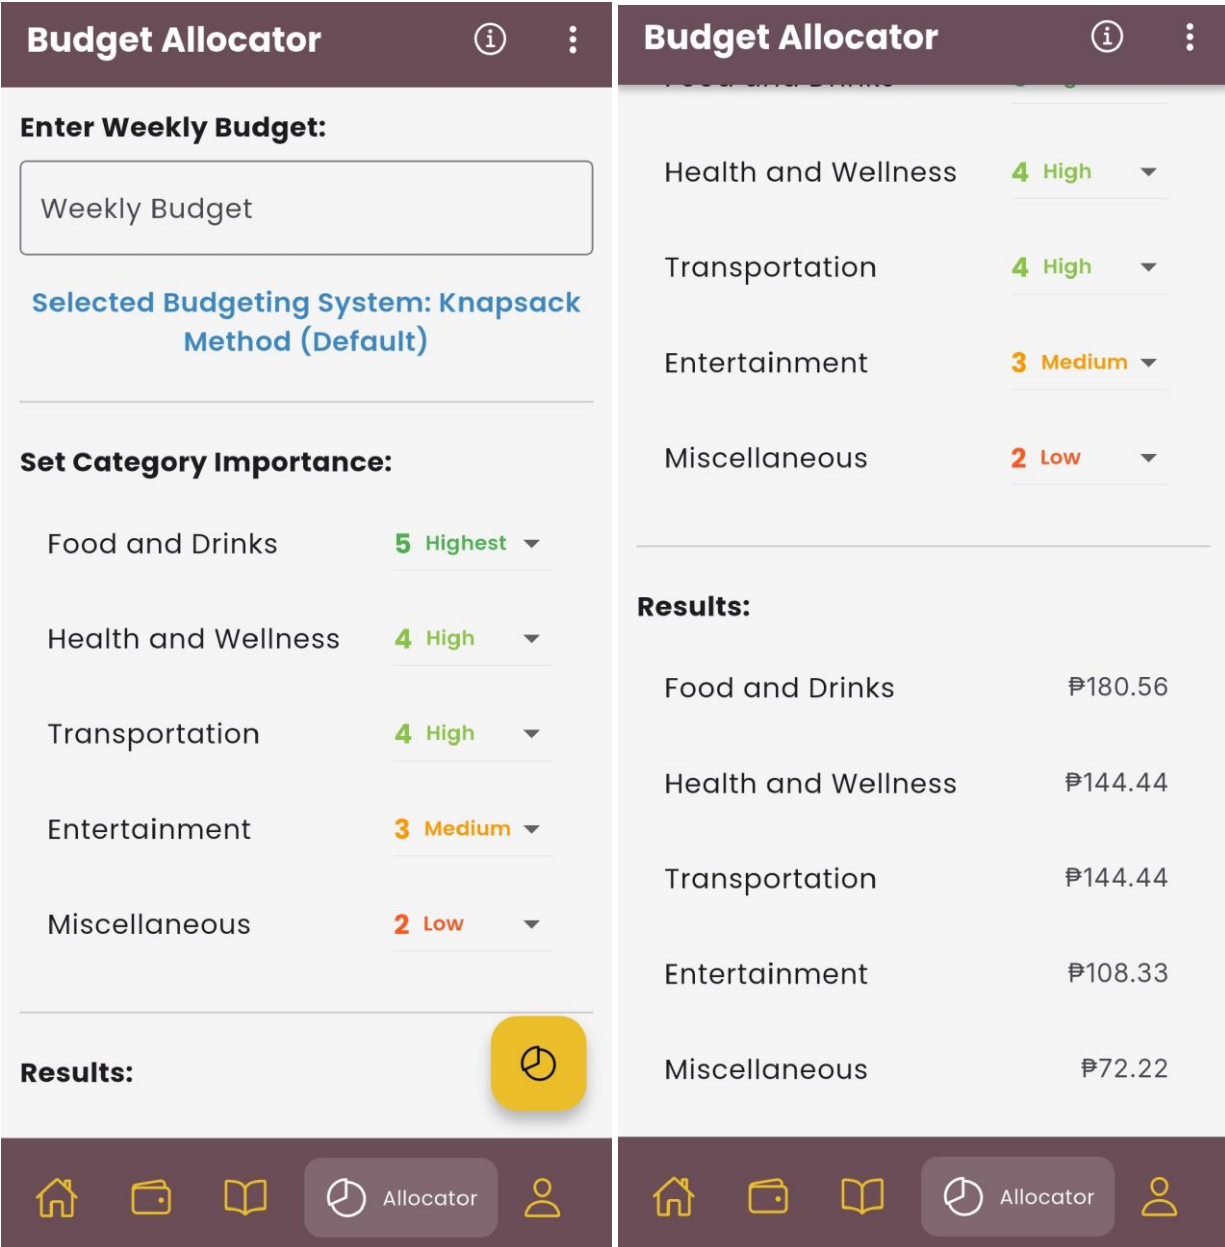 Budget Allocator
Enter Weekly Budget:
Weekly Budget
Selected Budgeting System: Knapsack
Method (Default)
Set Category Importance:
Food and Drinks 5 Highest
Health and Wellness 4 High
Transportation 4 High
Entertainment 3 Medium
Miscellaneous 2 Low
Results:
Allocator
Budget Allocator
Health and Wellness 4 High
Transportation 4 High
Entertainment 3 Medium
Miscellaneous 2 Low
Results:
Food and Drinks ₱180.56
Health and Wellness ₱144.44
Transportation ₱144.44
Entertainment ₱108.33
Miscellaneous ₱72.22
Allocator